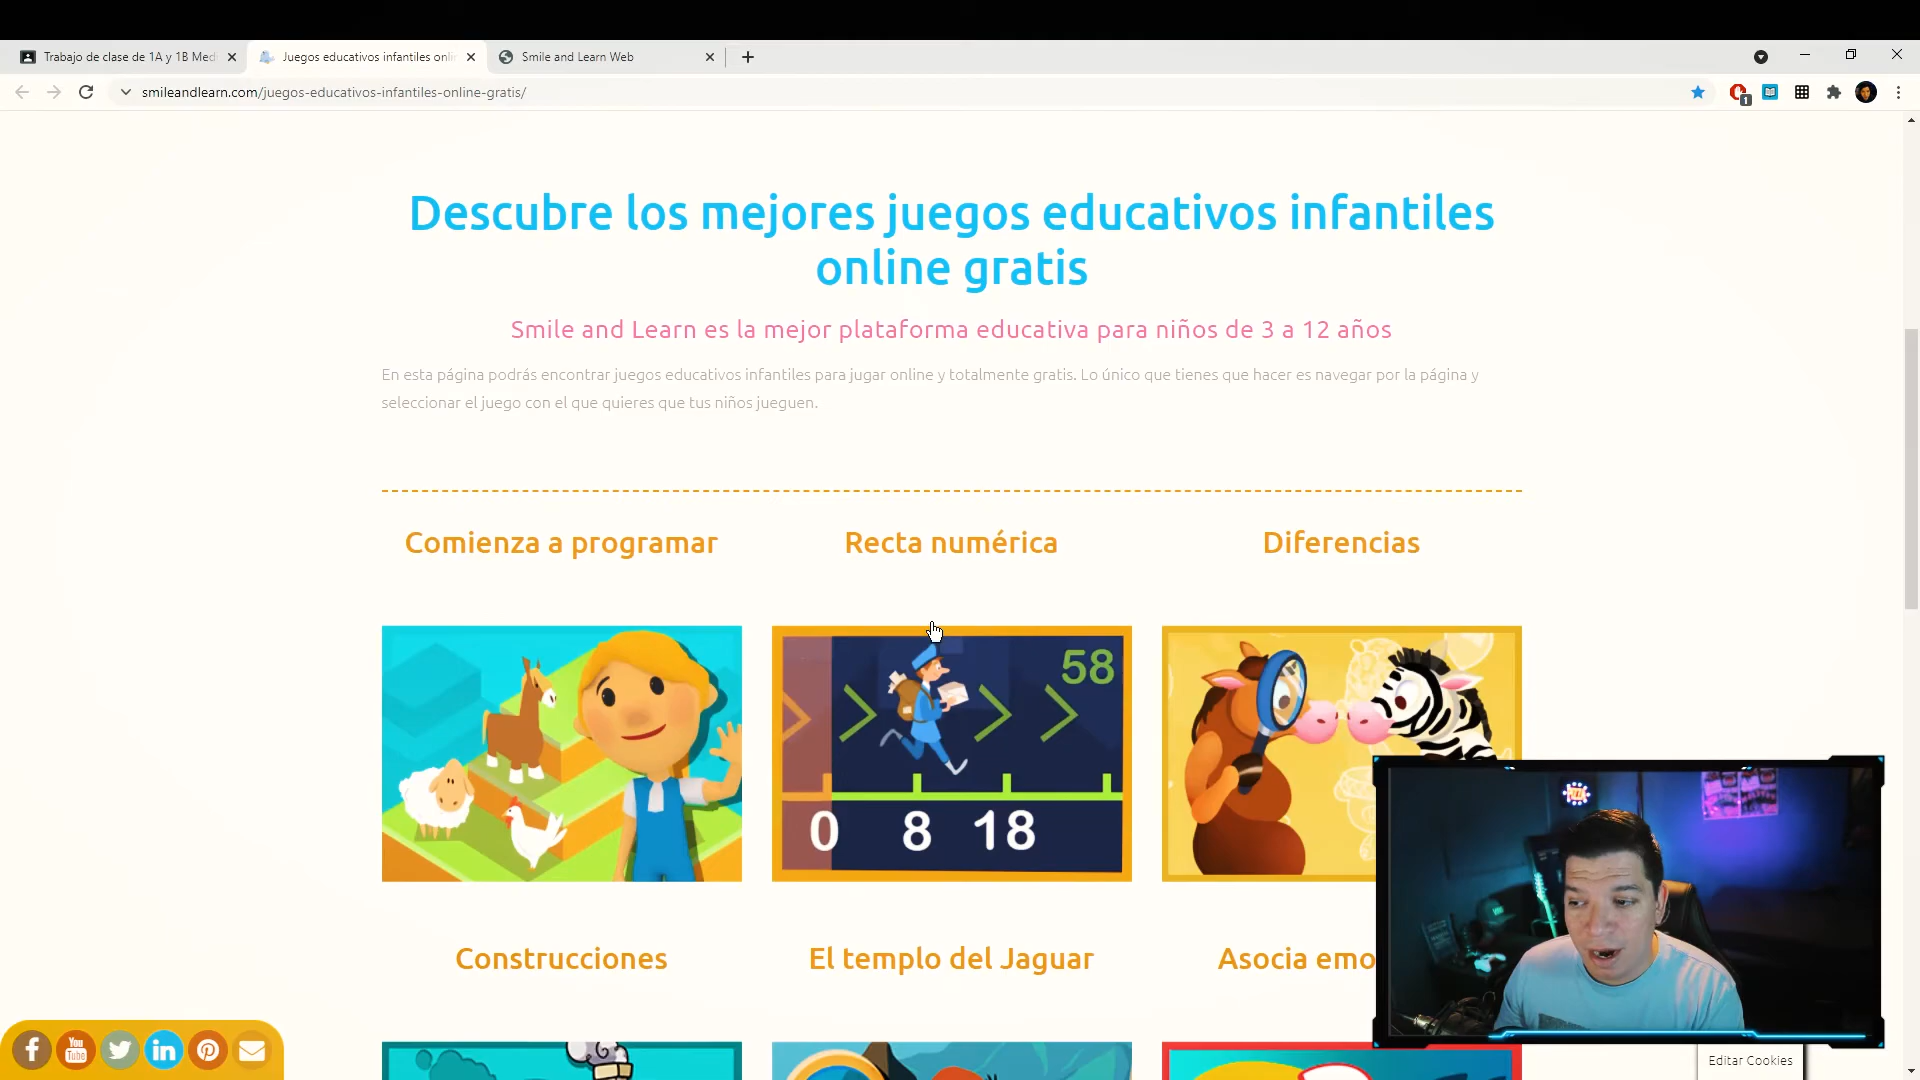 Trabajo de clase de 1A y 1B Med
Juegos educativos infantiles onli
Smile and Learn Web
smileandlearn.com/juegos-educativos-infantiles-online-gratis/
1
Descubre los mejores juegos educativos infantiles
online gratis
Smile and Learn es la mejor plataforma educativa para niños de 3 a 12 años
En esta página podrás encontrar juegos educativos infantiles para jugar online y totalmente gratis. Lo único que tienes que hacer es navegar por la página y
seleccionar el juego con el que quieres que tus niños jueguen.
Comienza a programar
Recta numérica
Diferencias
58
0 8 18
Construcciones
El templo del Jaguar
Asocia emo
You
Tube
Editar Cookies